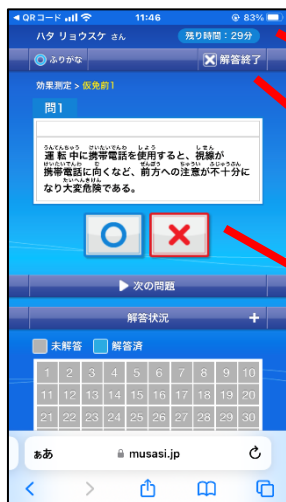 QRコード 11:46 83%
ハタ リョウスケ さん 残り時間：29分
ふりがな 解答終了
効果測定 > 仮免前1
問1
うんてんちゅう けいたいでんわ しよう しせん
運転中に携帯電話を使用すると、視線が
けいたいでんわ む ぜんぽう ちゅうい ふじゅうぶん
携帯電話に向くなど、前方への注意が不十分に
たいへんきけん
なり大変危険である。
次の問題
解答状況 +
未解答 解答済
1 2 3 4 5 6 7 8 9 10
11 12 13 14 15 16 17 18 19 20
21 22 23 24 25 26 27 28 29 30
ああ musasi.jp